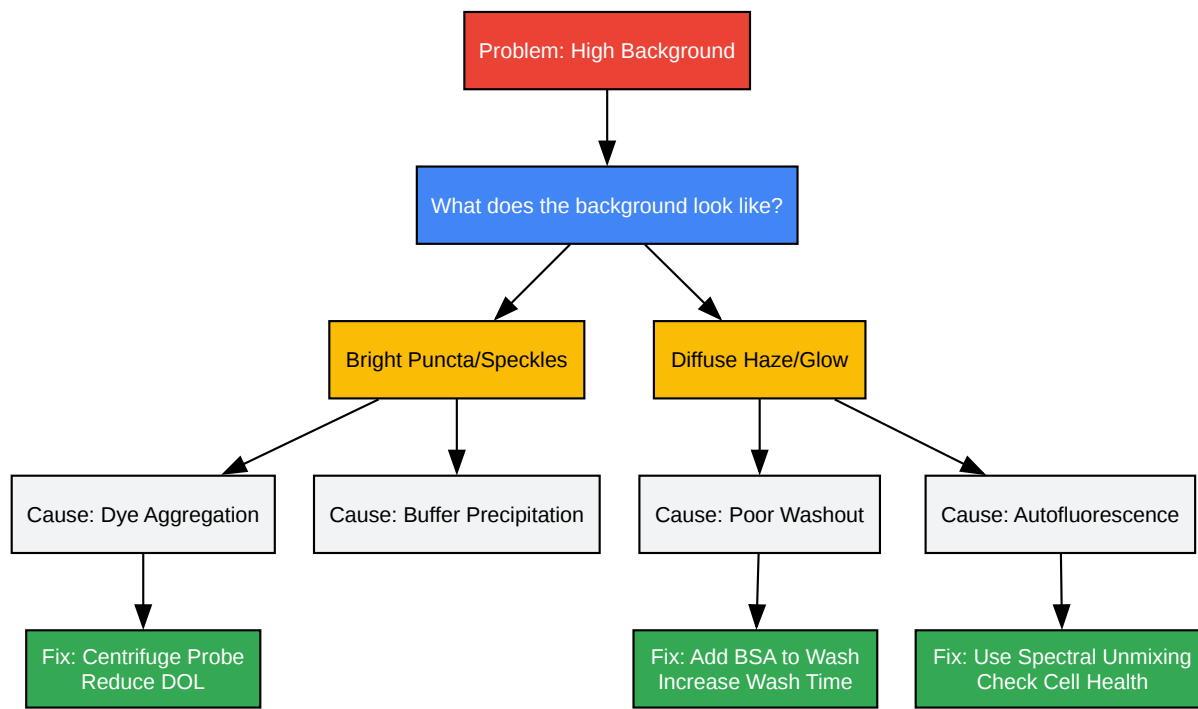 Problem: High Background
What does the background look like?
Bright Puncta/Speckles
Diffuse Haze/Glow
Cause: Dye Aggregation
Cause: Buffer Precipitation
Cause: Poor Washout
Cause: Autofluorescence
Fix: Centrifuge Probe
Reduce DOL
Fix: Add BSA to Wash
Increase Wash Time
Fix: Use Spectral Unmixing
Check Cell Health